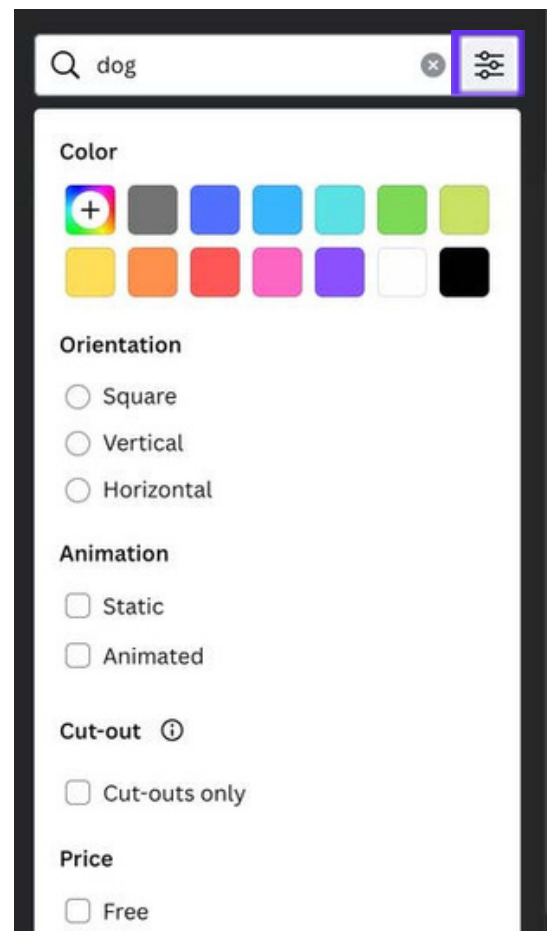 dog
Color
Orientation
Square
Vertical
Horizontal
Animation
Static
Animated
Cut-out
Cut-outs only
Price
Free